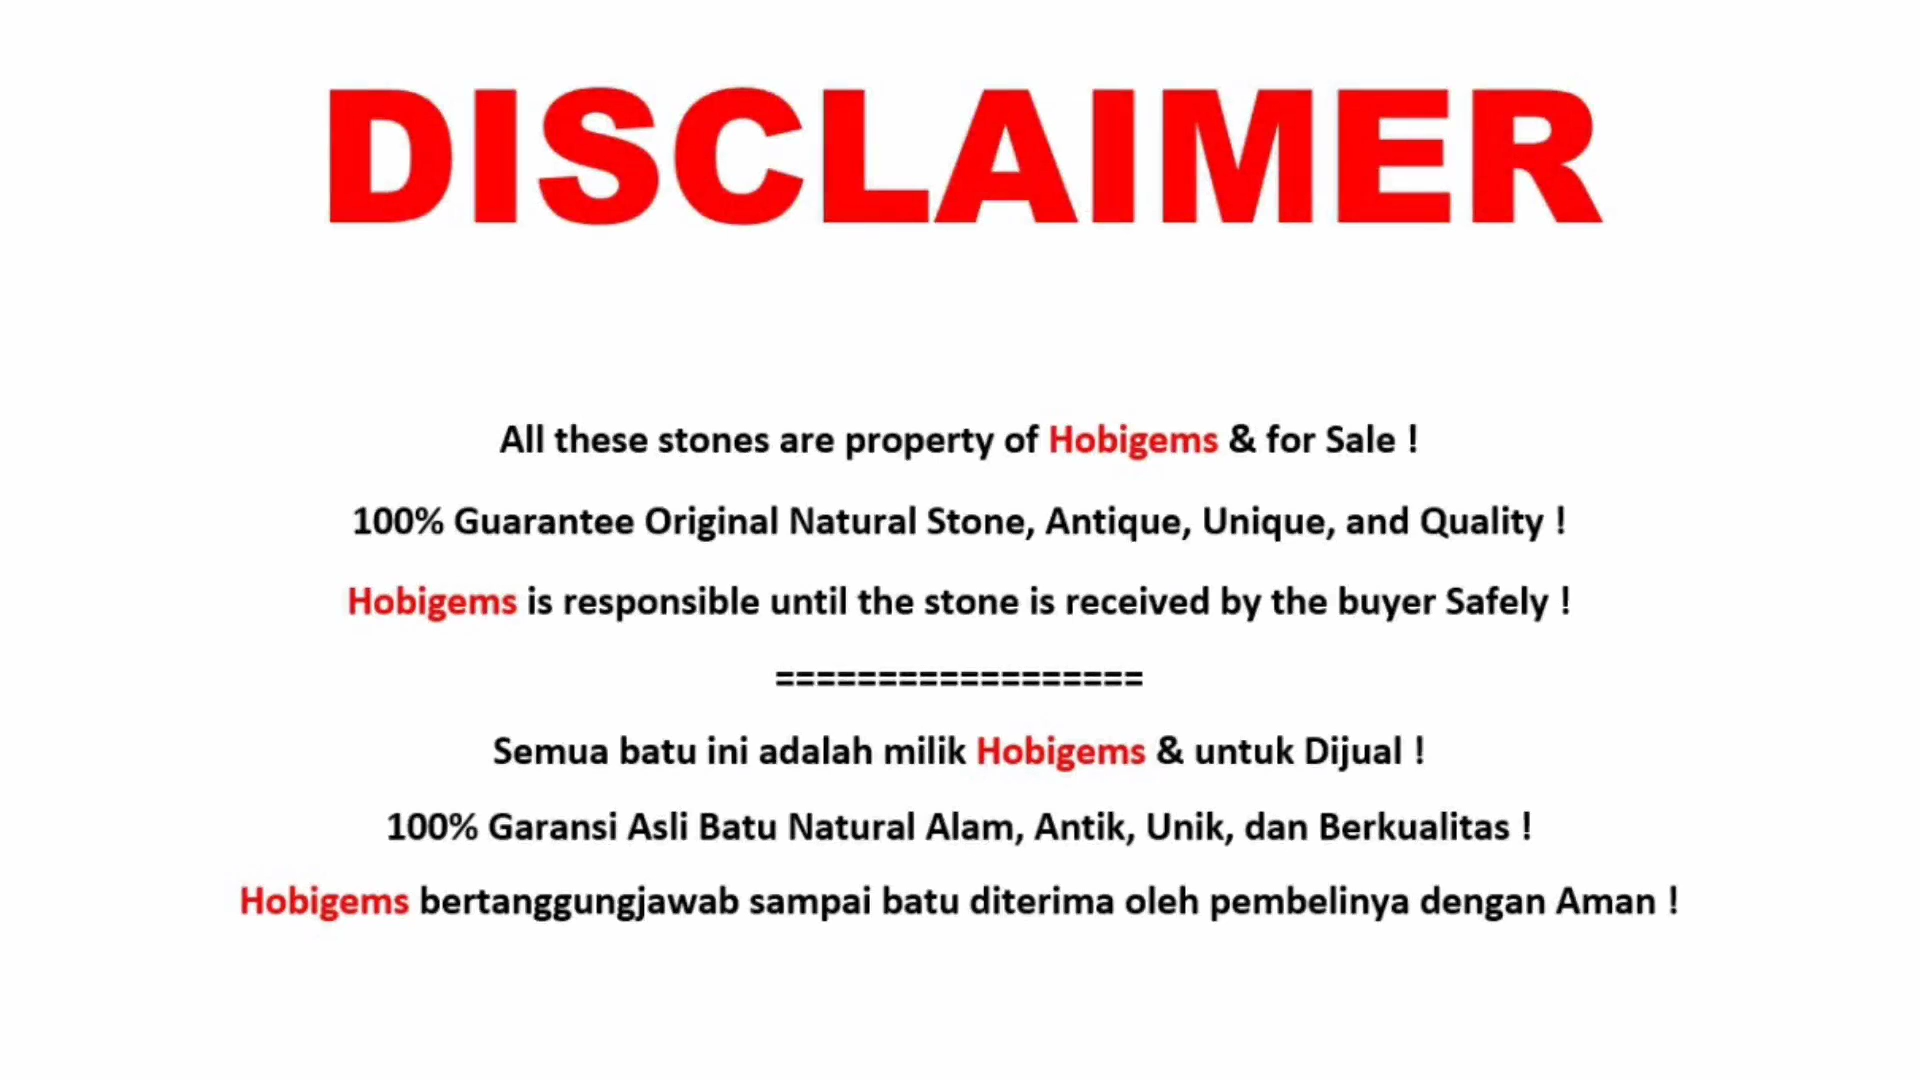 DISCLAIMER
All these stones are property of Hobigems & for Sale !
100% Guarantee Original Natural Stone, Antique, Unique, and Quality !
Hobigems is responsible until the stone is received by the buyer Safely !
==================
Semua batu ini adalah milik Hobigems & untuk Dijual !
100% Garansi Asli Batu Natural Alam, Antik, Unik, dan Berkualitas !
Hobigems bertanggungjawab sampai batu diterima oleh pembelinya dengan Aman !